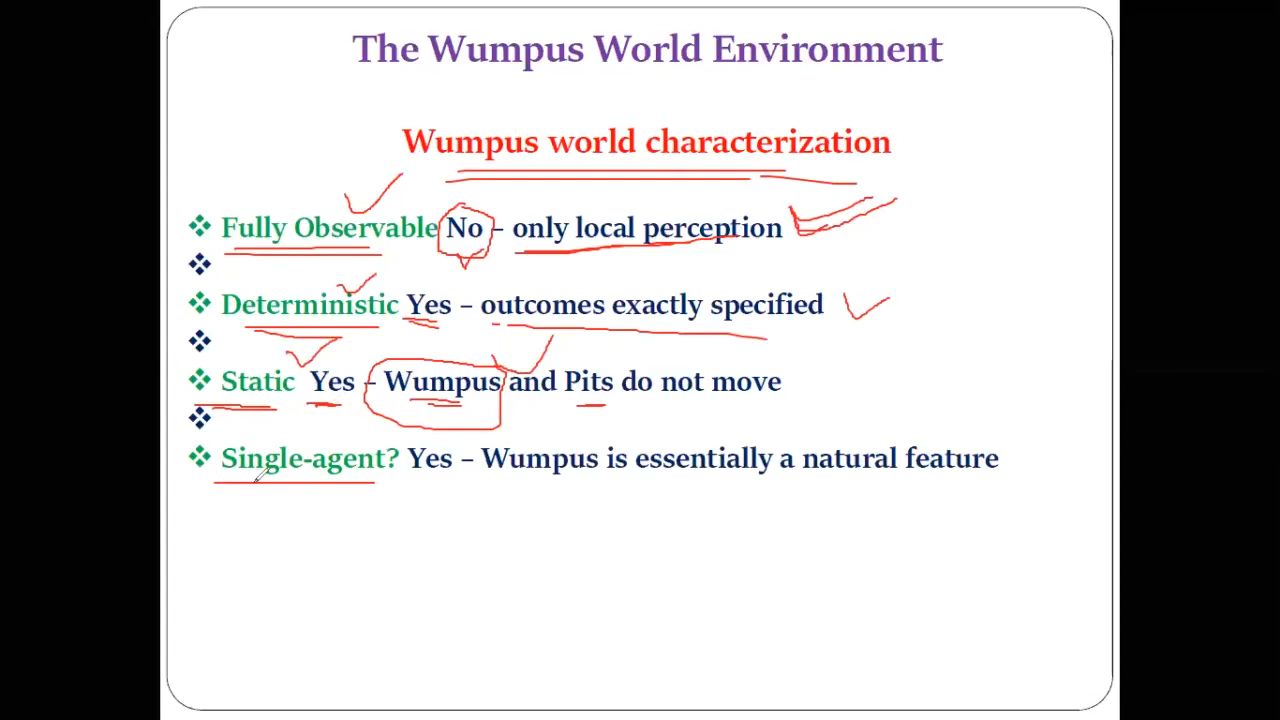 The Wumpus World Environment
Wumpus world characterization
❖ Fully Observable No – only local perception
❖
❖ Deterministic Yes – outcomes exactly specified
❖
❖ Static Yes – Wumpus and Pits do not move
❖
❖ Single-agent? Yes – Wumpus is essentially a natural feature